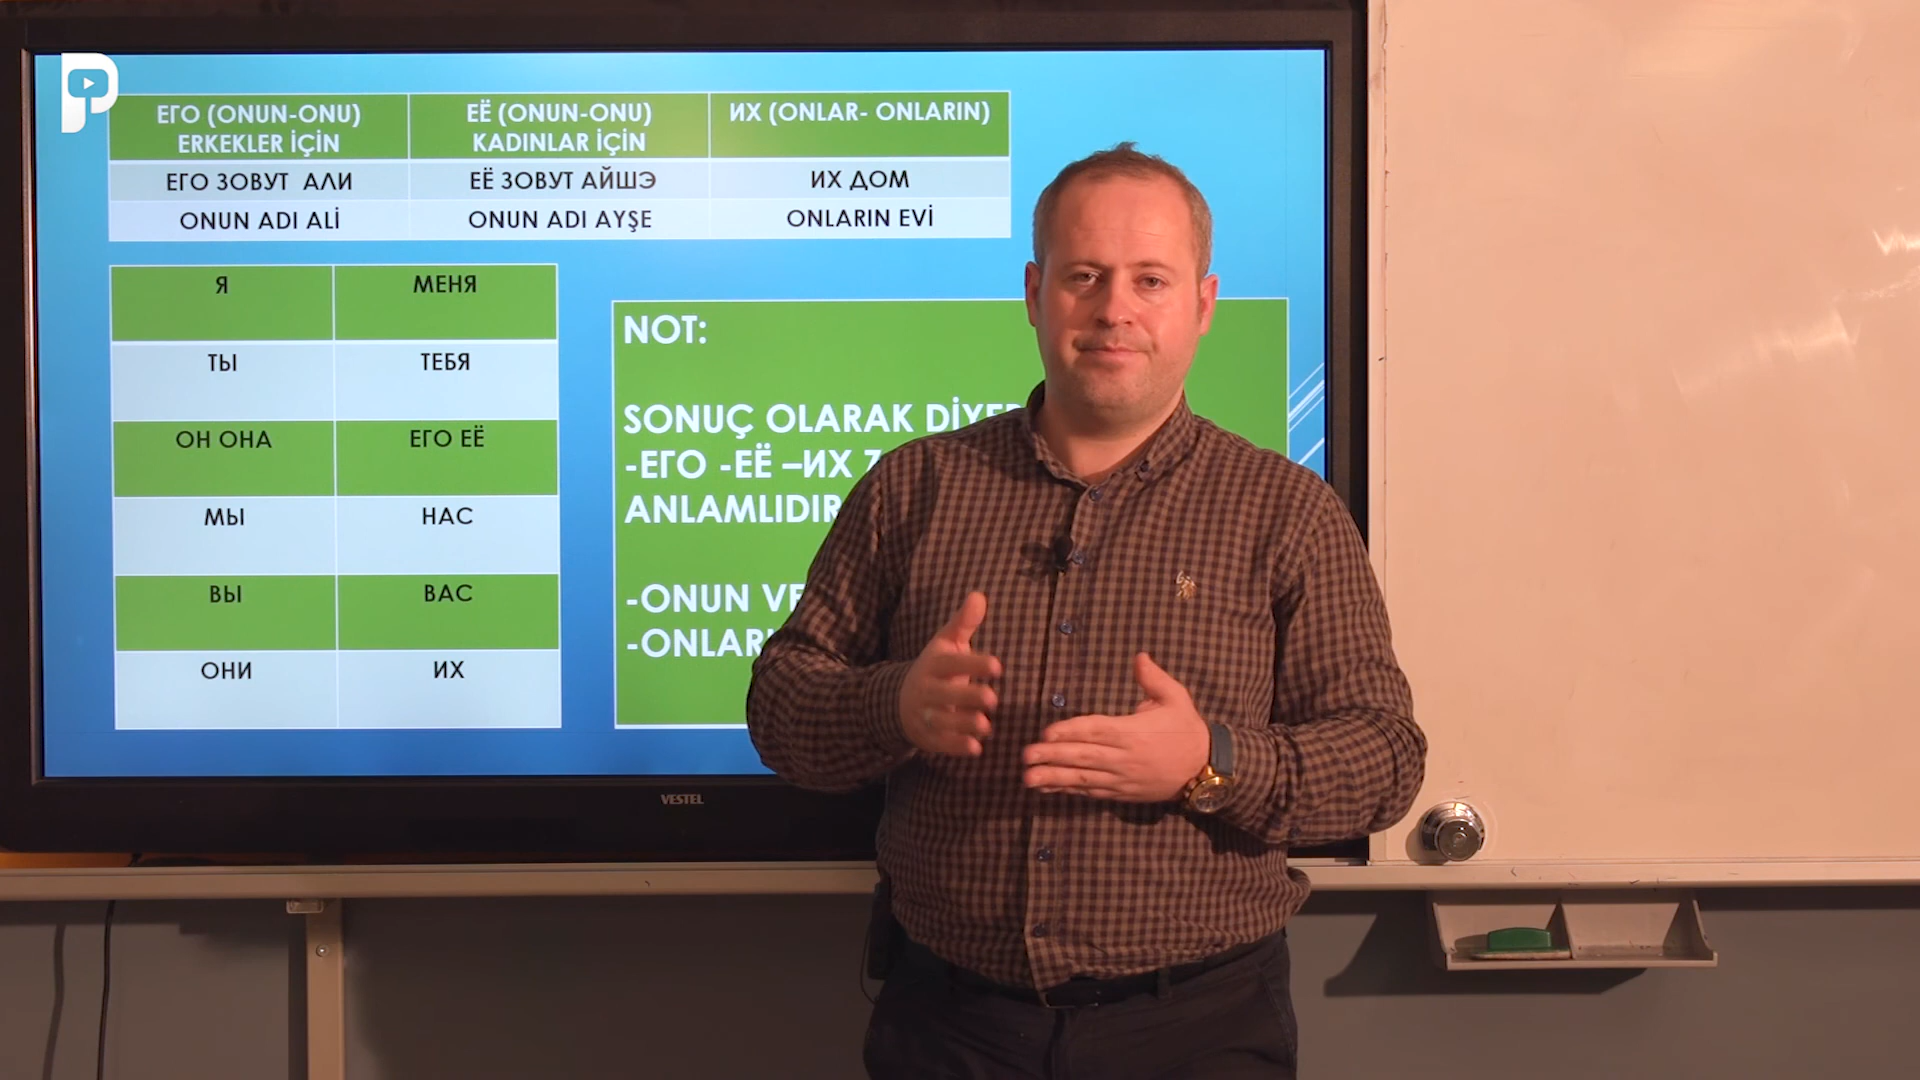 ЕГО (ONUN-ONU)
ERKEKLER İÇİN
ЕЁ (ONUN-ONU)
KADINLAR İÇİN
ИХ (ONLAR- ONLARIN)
ЕГО ЗОВУТ АЛИ
ЕЁ ЗОВУТ АЙШЭ
ИХ ДОМ
ONUN ADI ALİ
ONUN ADI AYŞE
ONLARIN EVİ
Я МЕНЯ
ТЫ ТЕБЯ
ОН ОНА ЕГО ЕЁ
МЫ НАС
ВЫ ВАС
ОНИ ИХ
NOT:
SONUÇ OLARAK
-ЕГО -ЕЁ –ИХ
ANLAMLIDIR
-ONUN VE
VESTEL